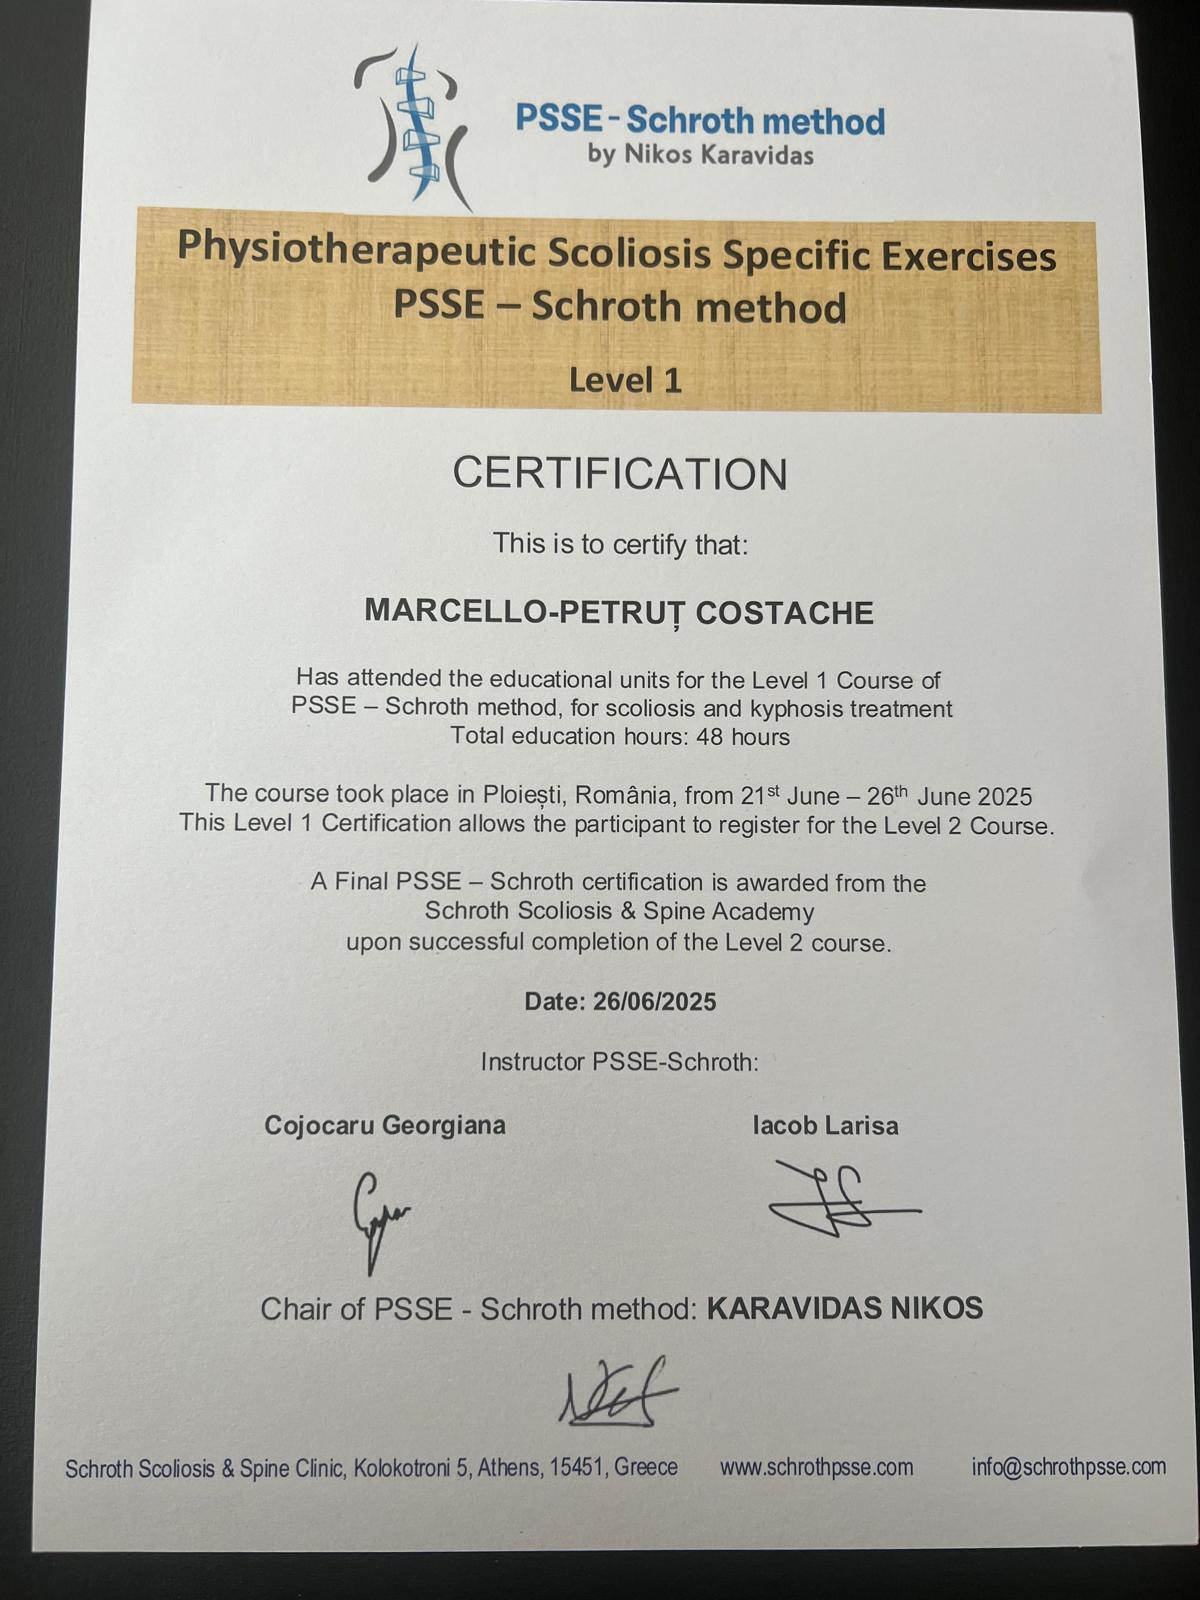 PSSE - Schroth method
by Nikos Karavidas
Physiotherapeutic Scoliosis Specific Exercises
PSSE – Schroth method
Level 1
CERTIFICATION
This is to certify that:
MARCELLO-PETRUȚ COSTACHE
Has attended the educational units for the Level 1 Course of
PSSE – Schroth method, for scoliosis and kyphosis treatment
Total education hours: 48 hours
The course took place in Ploiești, România, from 21st June – 26th June 2025
This Level 1 Certification allows the participant to register for the Level 2 Course.
A Final PSSE – Schroth certification is awarded from the
Schroth Scoliosis & Spine Academy
upon successful completion of the Level 2 course.
Date: 26/06/2025
Instructor PSSE-Schroth:
Cojocaru Georgiana Iacob Larisa
Chair of PSSE - Schroth method: KARAVIDAS NIKOS
Schroth Scoliosis & Spine Clinic, Kolokotroni 5, Athens, 15451, Greece www.schrothpsse.com info@schrothpsse.com